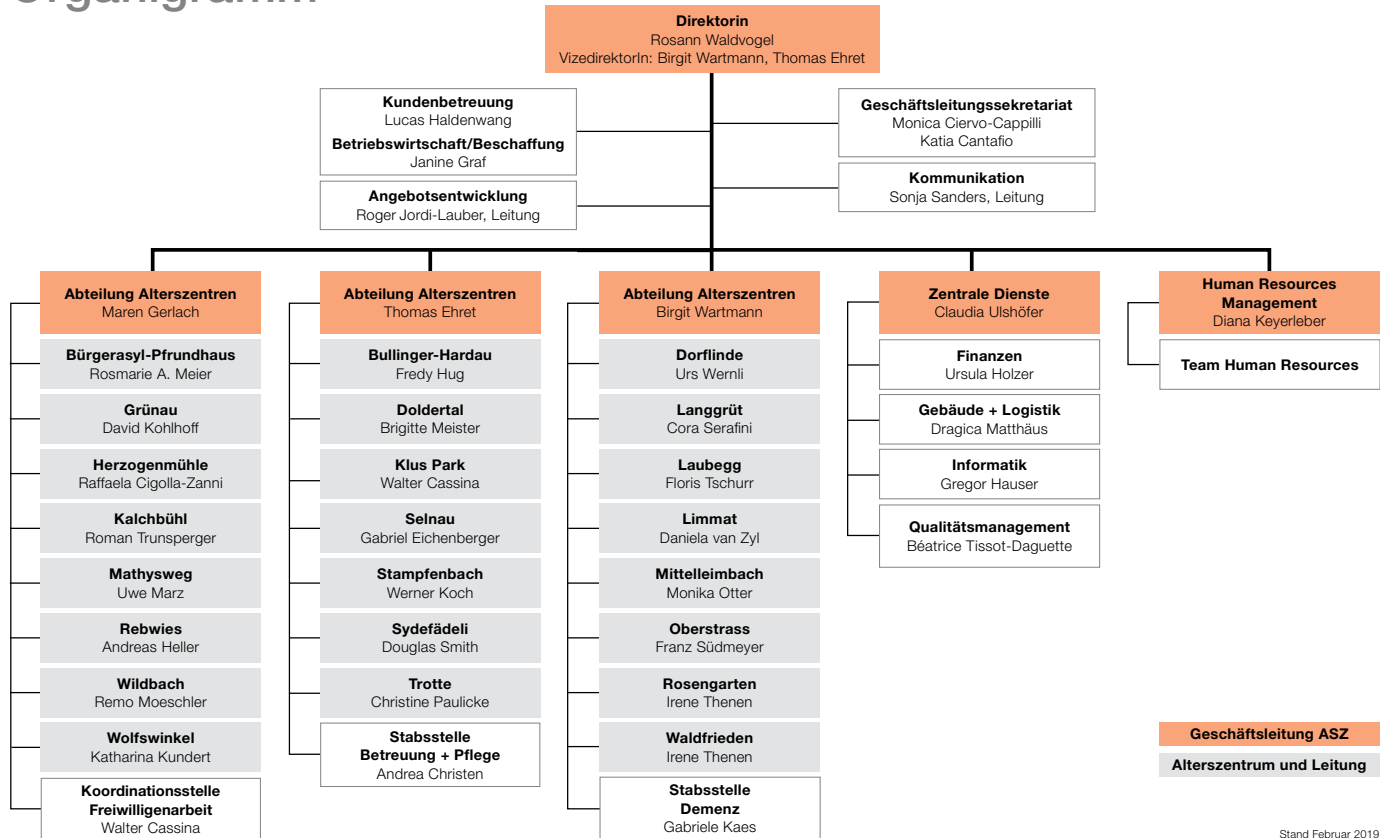 Organigramm
Direktorin
Rosann Waldvogel
VizedirektorIn: Birgit Wartmann, Thomas Ehret
Kundenbetreuung
Lucas Haldenwang
Betriebswirtschaft/Beschaffung
Janine Graf
Angebotsentwicklung
Roger Jordi-Lauber, Leitung
Geschäftsleitungssekretariat
Monica Ciervo-Cappilli
Katia Cantafio
Kommunikation
Sonja Sanders, Leitung
Abteilung Alterszentren
Maren Gerlach
Bürgerasyl-Pfrundhaus
Rosmarie A. Meier
Grünau
David Kohlhoff
Herzogenmühle
Raffaela Cigolla-Zanni
Kalchbühl
Roman Trunsperger
Mathysweg
Uwe Marz
Rebwies
Andreas Heller
Wildbach
Remo Moeschler
Wolfswinkel
Katharina Kundert
Koordinationsstelle
Freiwilligenarbeit
Walter Cassina
Abteilung Alterszentren
Thomas Ehret
Bullinger-Hardau
Fredy Hug
Doldertal
Brigitte Meister
Klus Park
Walter Cassina
Selnau
Gabriel Eichenberger
Stampfenbach
Werner Koch
Sydefädeli
Douglas Smith
Trotte
Christine Paulicke
Stabsstelle
Betreuung + Pflege
Andrea Christen
Abteilung Alterszentren
Birgit Wartmann
Dorflinde
Urs Wernli
Langgrüt
Cora Serafini
Laubegg
Floris Tschurr
Limmat
Daniela van Zyl
Mittelleimbach
Monika Otter
Oberstrass
Franz Südmeyer
Rosengarten
Irene Thenen
Waldfrieden
Irene Thenen
Stabsstelle
Demenz
Gabriele Kaes
Zentrale Dienste
Claudia Ulshöfer
Finanzen
Ursula Holzer
Gebäude + Logistik
Dragica Matthäus
Informatik
Gregor Hauser
Qualitätsmanagement
Béatrice Tissot-Daguette
Human Resources
Management
Diana Keyerleber
Team Human Resources
Geschäftsleitung ASZ
Alterszentrum und Leitung
Stand Februar 2019